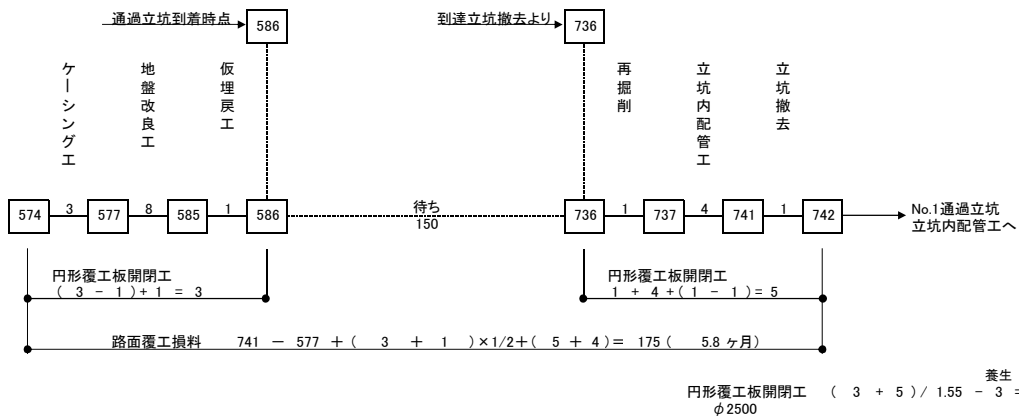 通過立坑到着時点
586
到達立坑撤去より
736
ケーシング工
地盤改良工
仮埋戻工
再掘削
立坑内配管工
立坑撤去
574 3 577 8 585 1 586 待ち 150 736 1 737 4 741 1 742
No.1通過立坑
立坑内配管工へ
円形覆工板開閉工
( 3 - 1 )+ 1 = 3
円形覆工板開閉工
1 + 4 +( 1 - 1 )= 5
路面覆工損料 741 － 577 ＋( 3 ＋ 1 )×1/2＋( 5 ＋ 4 )＝ 175 ( 5.8 ヶ月)
養生
円形覆工板開閉工 ( 3 + 5 )/ 1.55 - 3 =
φ2500